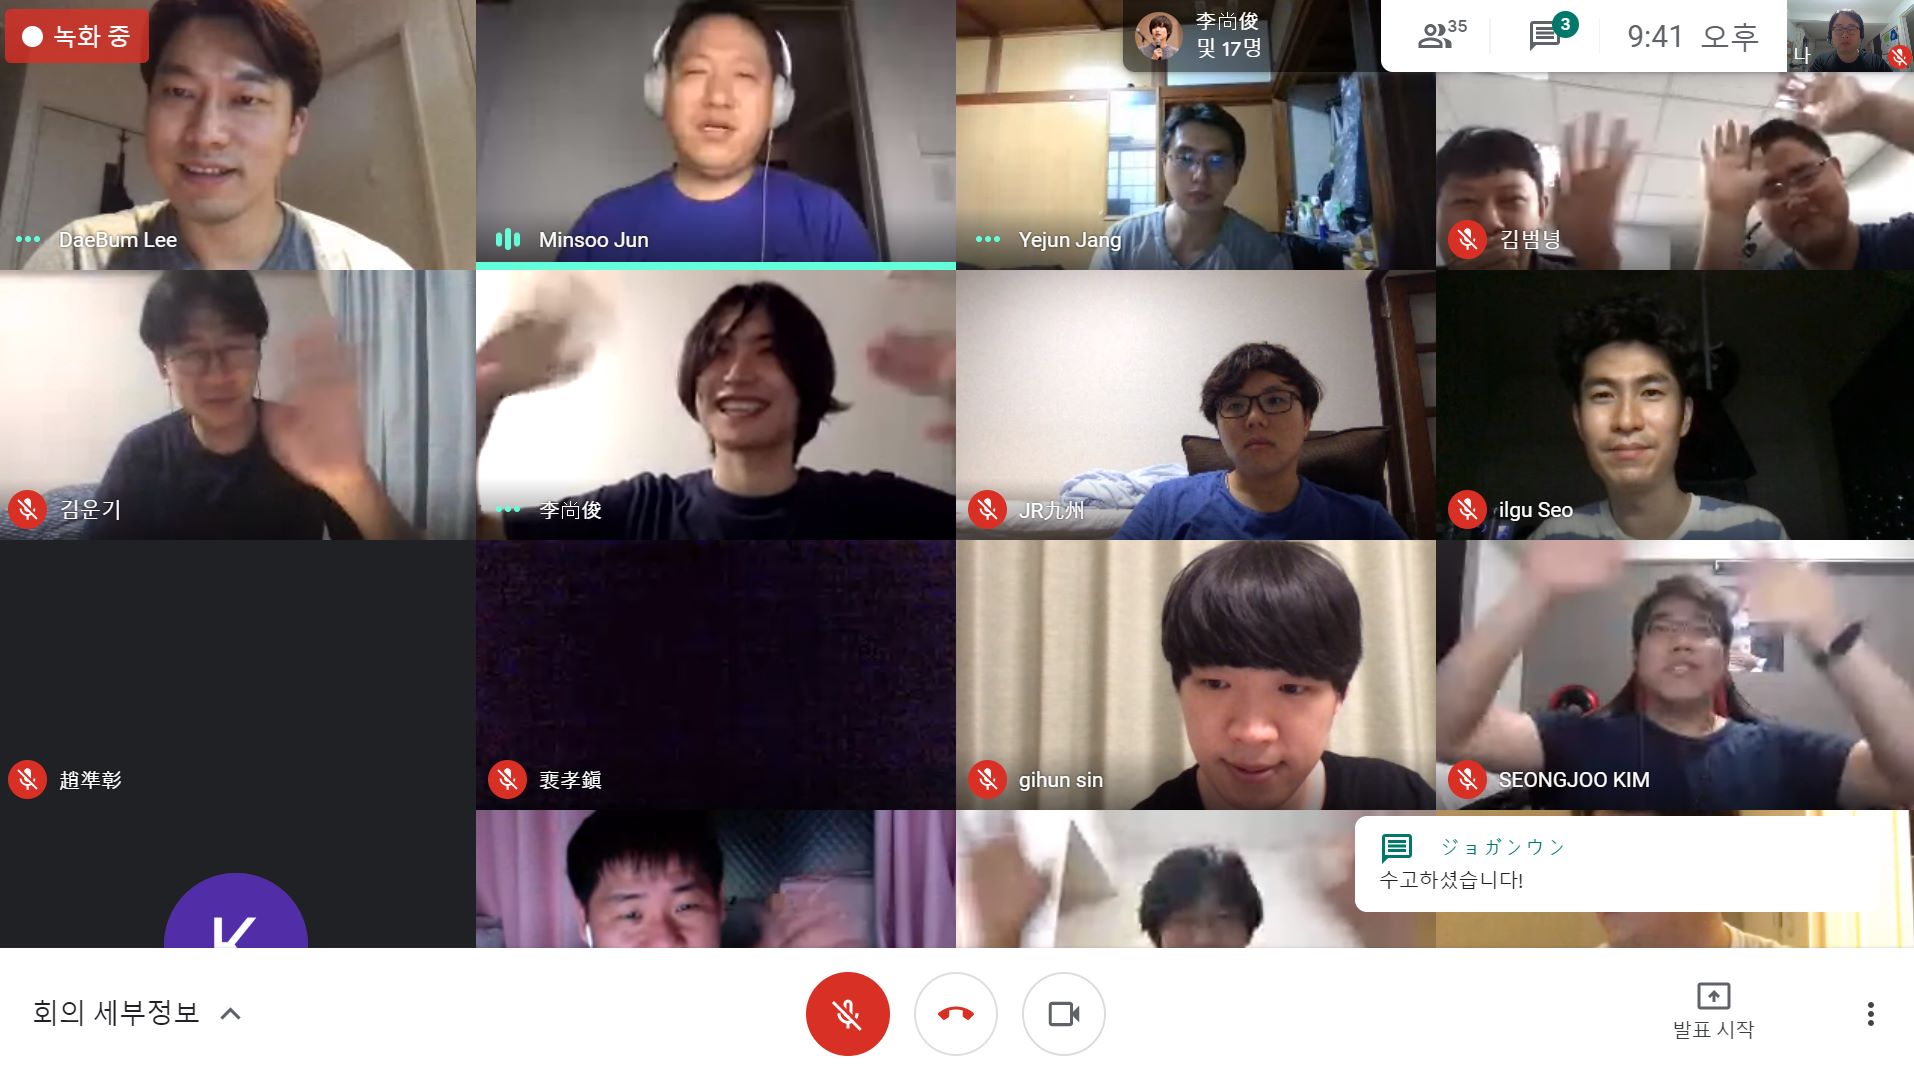 녹화 중
李尚俊
및 17명
35
3
9:41 오후
나
DaeBum Lee
Minsoo Jun
Yejun Jang
김범녕
김운기
李尚俊
JR九州
ilgu Seo
趙準彰
裵孝鎭
gihun sin
SEONGJOO KIM
K
ジョガンウン
수고하셨습니다!
회의 세부정보
발표 시작